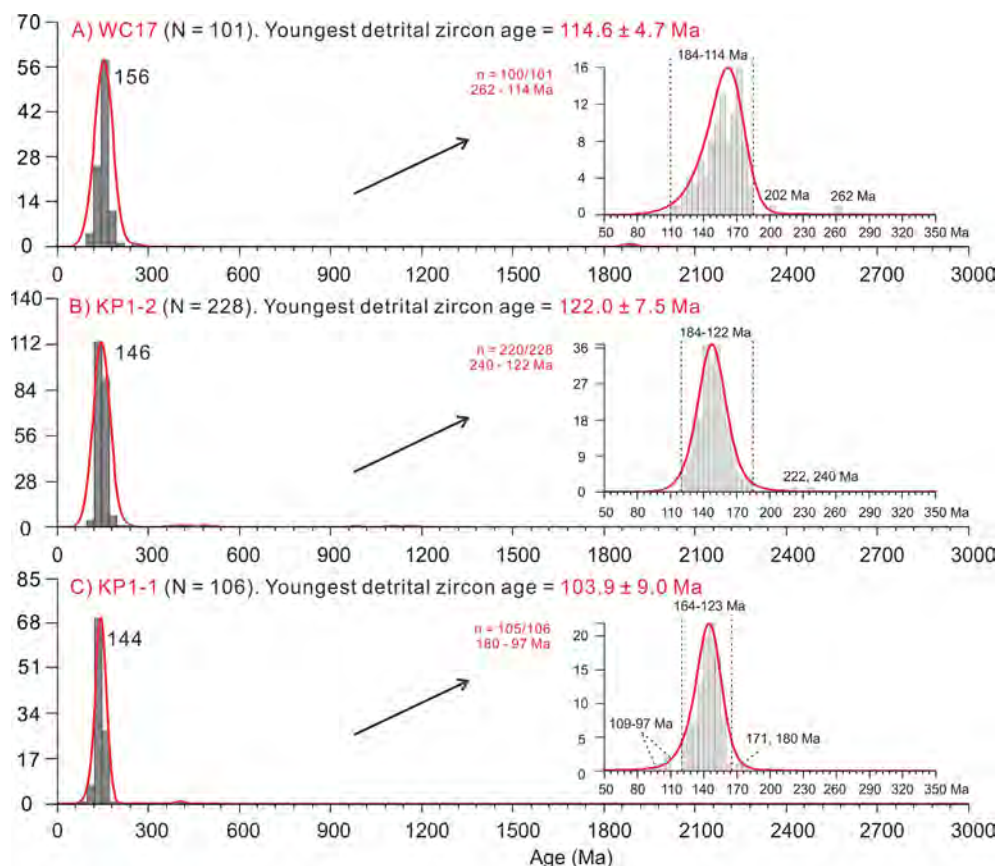 A) WC17 (N = 101). Youngest detrital zircon age = 114.6 ± 4.7 Ma
70
56
42
28
14
0
156
n = 100/101
262 - 114 Ma
184-114 Ma
16
12
8
4
0
202 Ma
262 Ma
50 80 110 140 170 200 230 260 290 320 350 Ma
0 300 600 900 1200 1500 1800 2100 2400 2700 3000
B) KP1-2 (N = 228). Youngest detrital zircon age = 122.0 ± 7.5 Ma
140
112
84
56
28
0
146
n = 220/228
240 - 122 Ma
184-122 Ma
36
27
18
9
0
222, 240 Ma
50 80 110 140 170 200 230 260 290 320 350 Ma
0 300 600 900 1200 1500 1800 2100 2400 2700 3000
C) KP1-1 (N = 106). Youngest detrital zircon age = 103.9 ± 9.0 Ma
85
68
51
34
17
0
144
n = 105/106
180 - 97 Ma
164-123 Ma
20
15
10
5
0
109-97 Ma
171, 180 Ma
50 80 110 140 170 200 230 260 290 320 350 Ma
0 300 600 900 1200 1500 1800 2100 2400 2700 3000
Age (Ma)